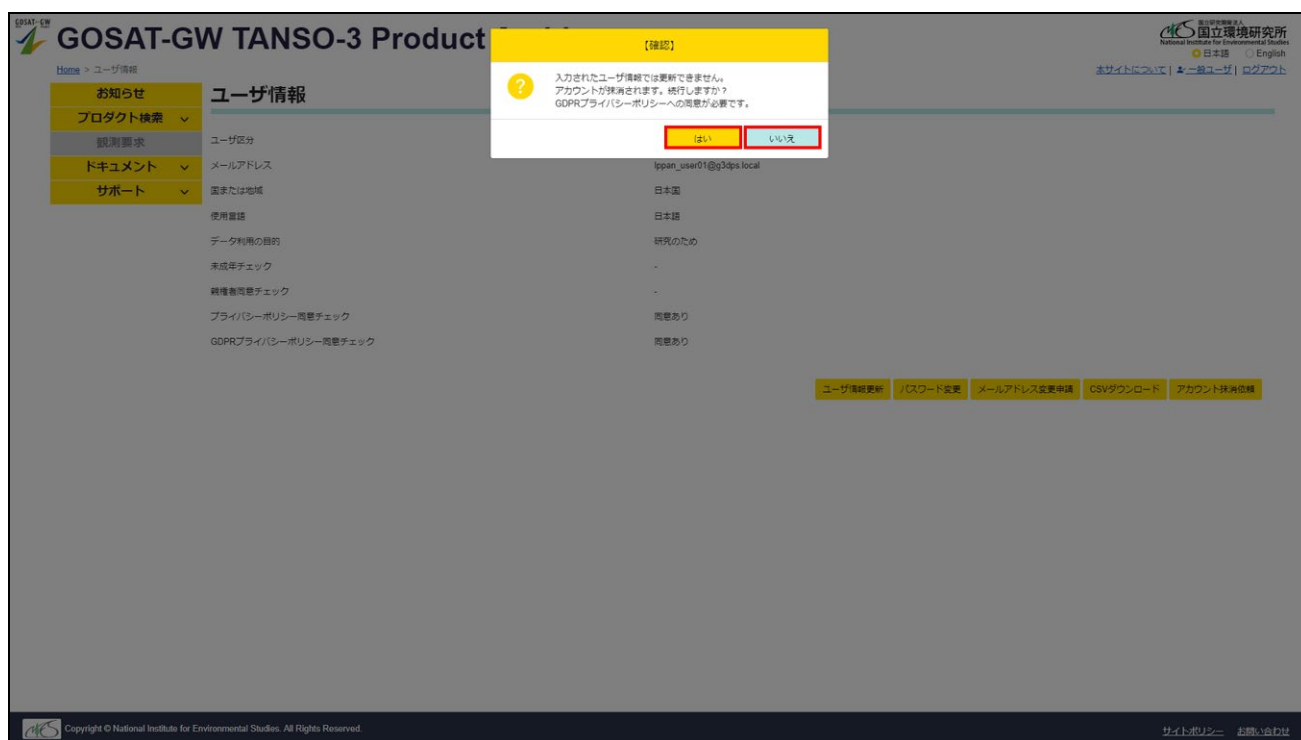 GOSAT-GW
GOSAT-GW TANSO-3 Product
国立研究開発法人
国立環境研究所
National Institute for Environmental Studies
日本語 English
Home > ユーザ情報
本サイトについて | 一般ユーザ | ログアウト
【確認】
入力されたユーザ情報では更新できません。
アカウントが抹消されます。続行しますか？
GDPRプライバシーポリシーへの同意が必要です。
はい いいえ
お知らせ
プロダクト検索
観測要求
ドキュメント
サポート
ユーザ情報
ユーザ区分
メールアドレス ippan_user01@g3dps.local
国または地域 日本国
使用言語 日本語
データ利用の目的 研究のため
未成年チェック -
親権者同意チェック -
プライバシーポリシー同意チェック 同意あり
GDPRプライバシーポリシー同意チェック 同意あり
ユーザ情報更新 パスワード変更 メールアドレス変更申請 CSVダウンロード アカウント抹消依頼
Copyright © National Institute for Environmental Studies. All Rights Reserved.
サイトポリシー お問い合わせ